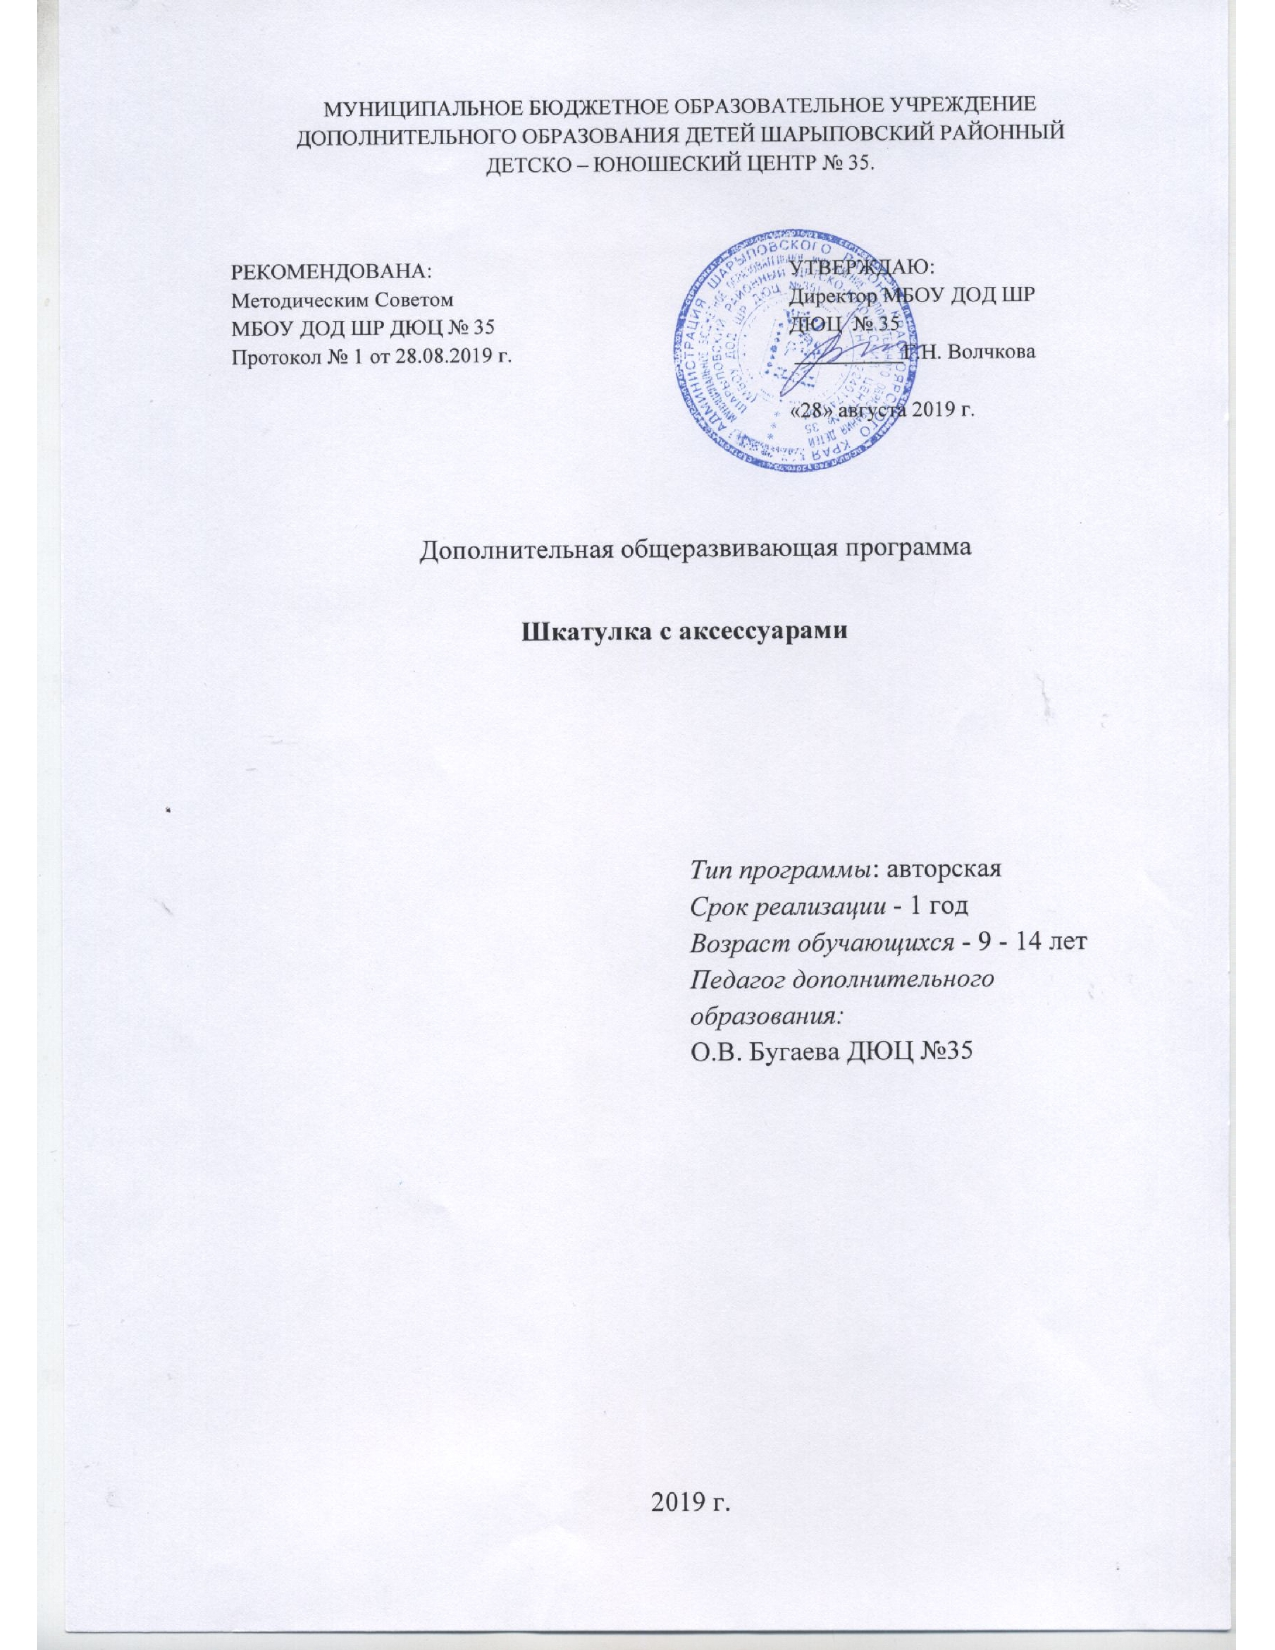 МУНИЦИПАЛЬНОЕ БЮДЖЕТНОЕ ОБРАЗОВАТЕЛЬНОЕ УЧРЕЖДЕНИЕ
ДОПОЛНИТЕЛЬНОГО ОБРАЗОВАНИЯ ДЕТЕЙ ШАРЫПОВСКИЙ РАЙОННЫЙ
ДЕТСКО – ЮНОШЕСКИЙ ЦЕНТР № 35.
РЕКОМЕНДОВАНА:
Методическим Советом
МБОУ ДОД ШР ДЮЦ № 35
Протокол № 1 от 28.08.2019 г.
УТВЕРЖДАЮ:
Директор МБОУ ДОД ШР
ДЮЦ № 35
Г.Н. Волчкова
«28» августа 2019 г.
АДМИНИСТРАЦИЯ ШАРЫПОВСКОГО
КРАЯ
Дополнительная общеразвивающая программа
Шкатулка с аксессуарами
Тип программы: авторская
Срок реализации - 1 год
Возраст обучающихся - 9 - 14 лет
Педагог дополнительного
образования:
О.В. Бугаева ДЮЦ №35
2019 г.